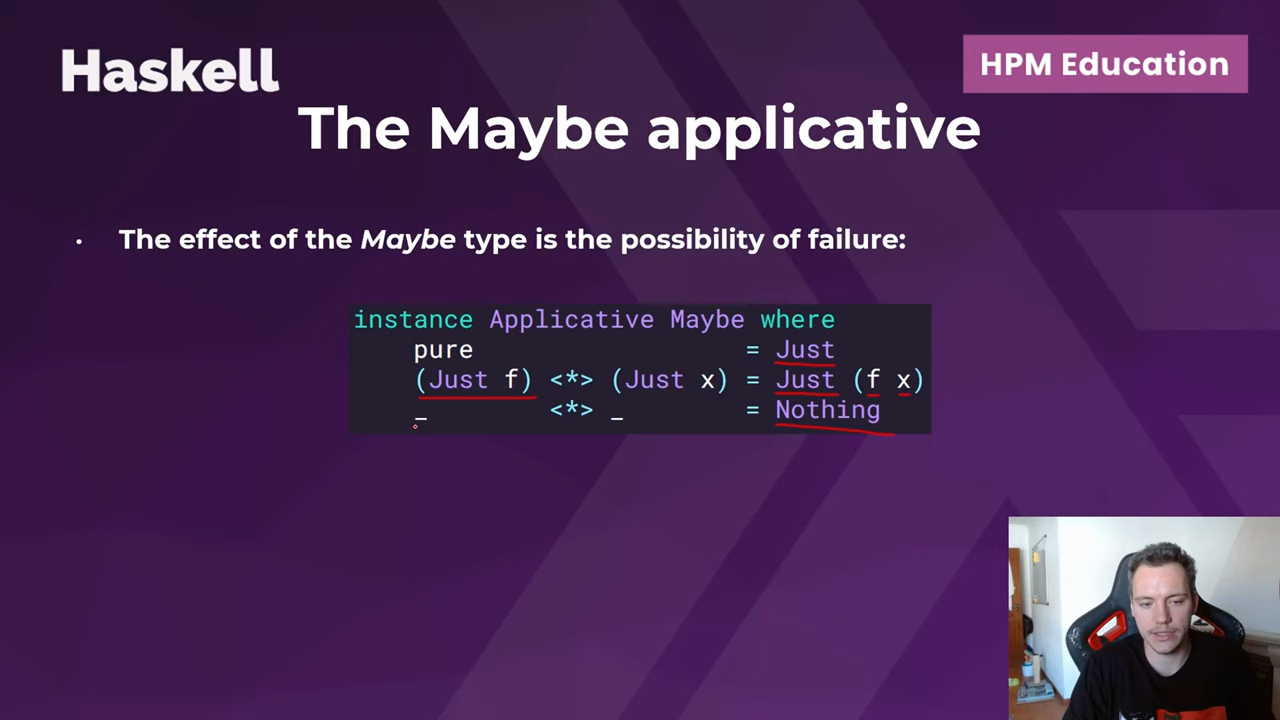 Haskell
HPM Education
The Maybe applicative
• The effect of the Maybe type is the possibility of failure:
instance Applicative Maybe where
pure = Just
(Just f) <*> (Just x) = Just (f x)
_ <*> _ = Nothing